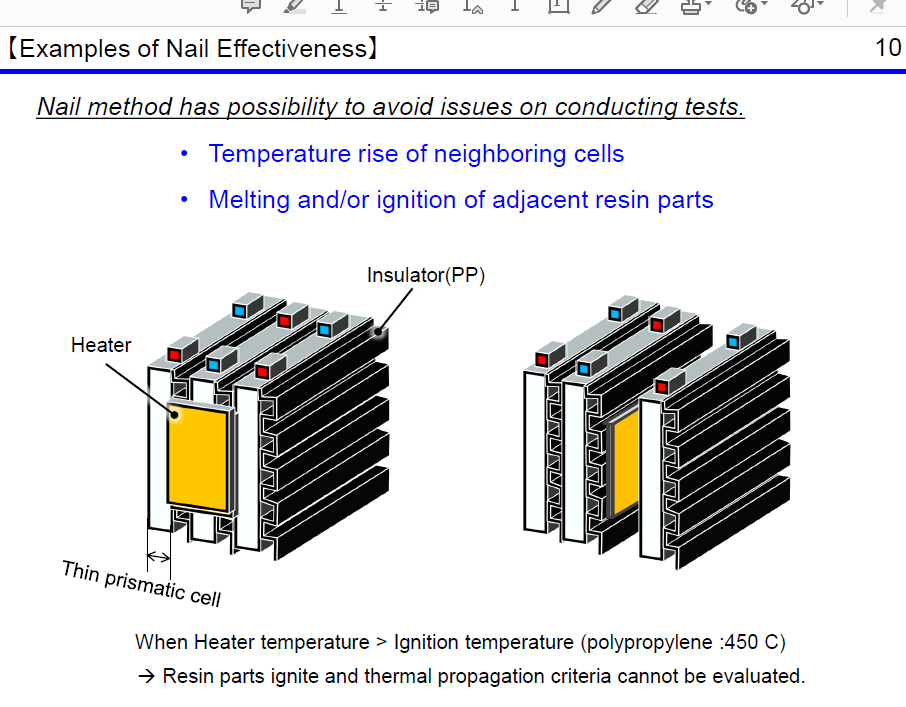 【Examples of Nail Effectiveness】
10
Nail method has possibility to avoid issues on conducting tests.
• Temperature rise of neighboring cells
• Melting and/or ignition of adjacent resin parts
Insulator(PP)
Heater
Thin prismatic cell
When Heater temperature > Ignition temperature (polypropylene :450 C)
→ Resin parts ignite and thermal propagation criteria cannot be evaluated.